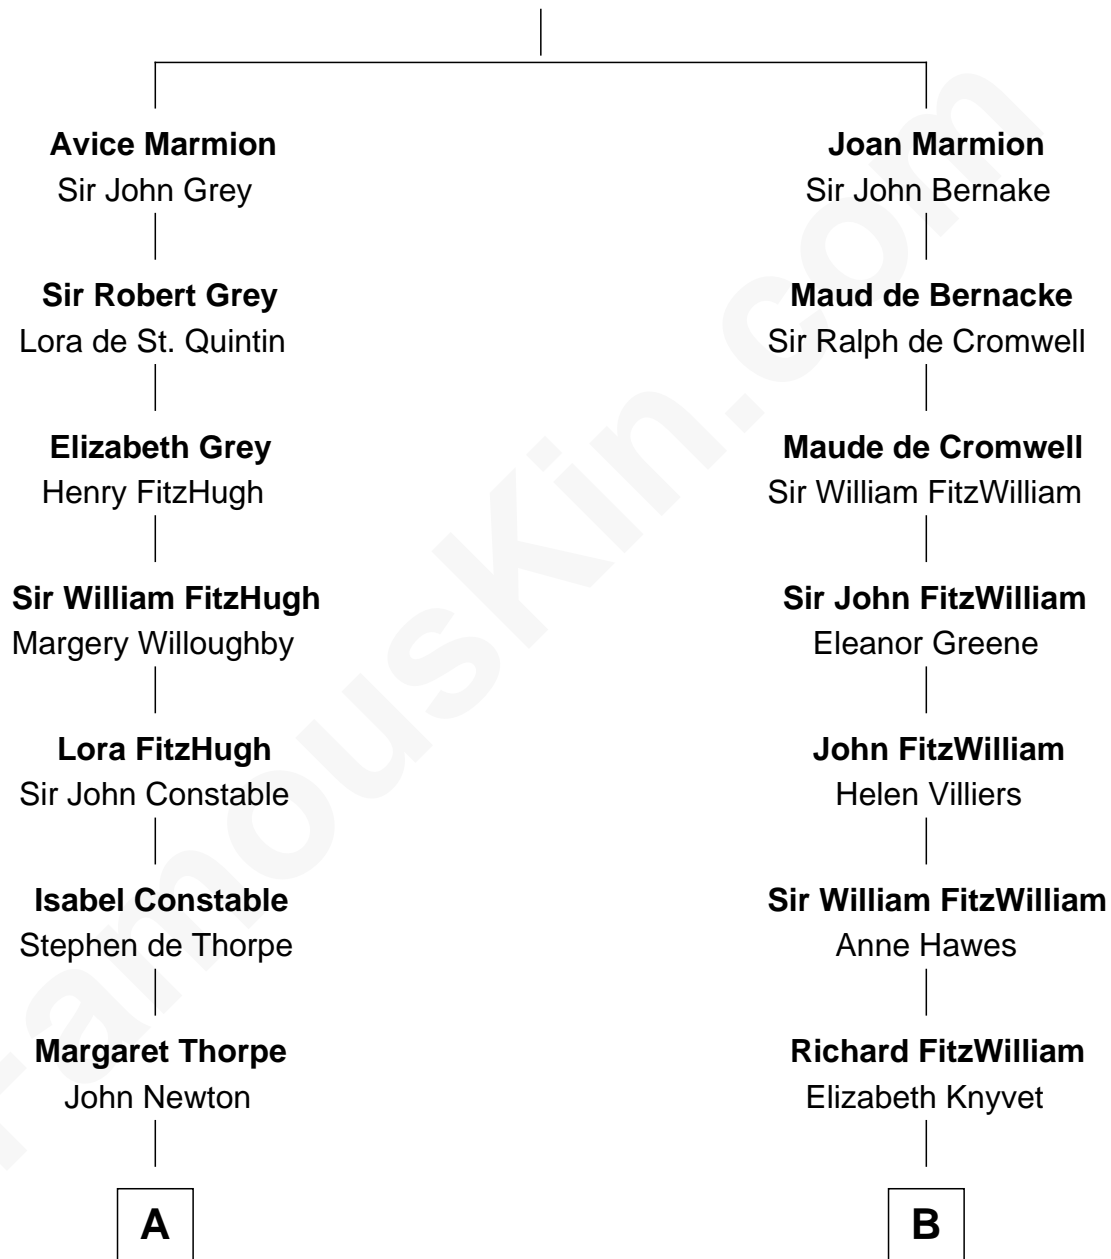 Avice Marmion
Sir John Grey
Sir Robert Grey
Lora de St. Quintin
Elizabeth Grey
Henry FitzHugh
Sir William FitzHugh
Margery Willoughby
Lora FitzHugh
Sir John Constable
Isabel Constable
Stephen de Thorpe
Margaret Thorpe
John Newton
A
Joan Marmion
Sir John Bernake
Maud de Bernacke
Sir Ralph de Cromwell
Maude de Cromwell
Sir William FitzWilliam
Sir John FitzWilliam
Eleanor Greene
John FitzWilliam
Helen Villiers
Sir William FitzWilliam
Anne Hawes
Richard FitzWilliam
Elizabeth Knyvet
B
FamousKin.com